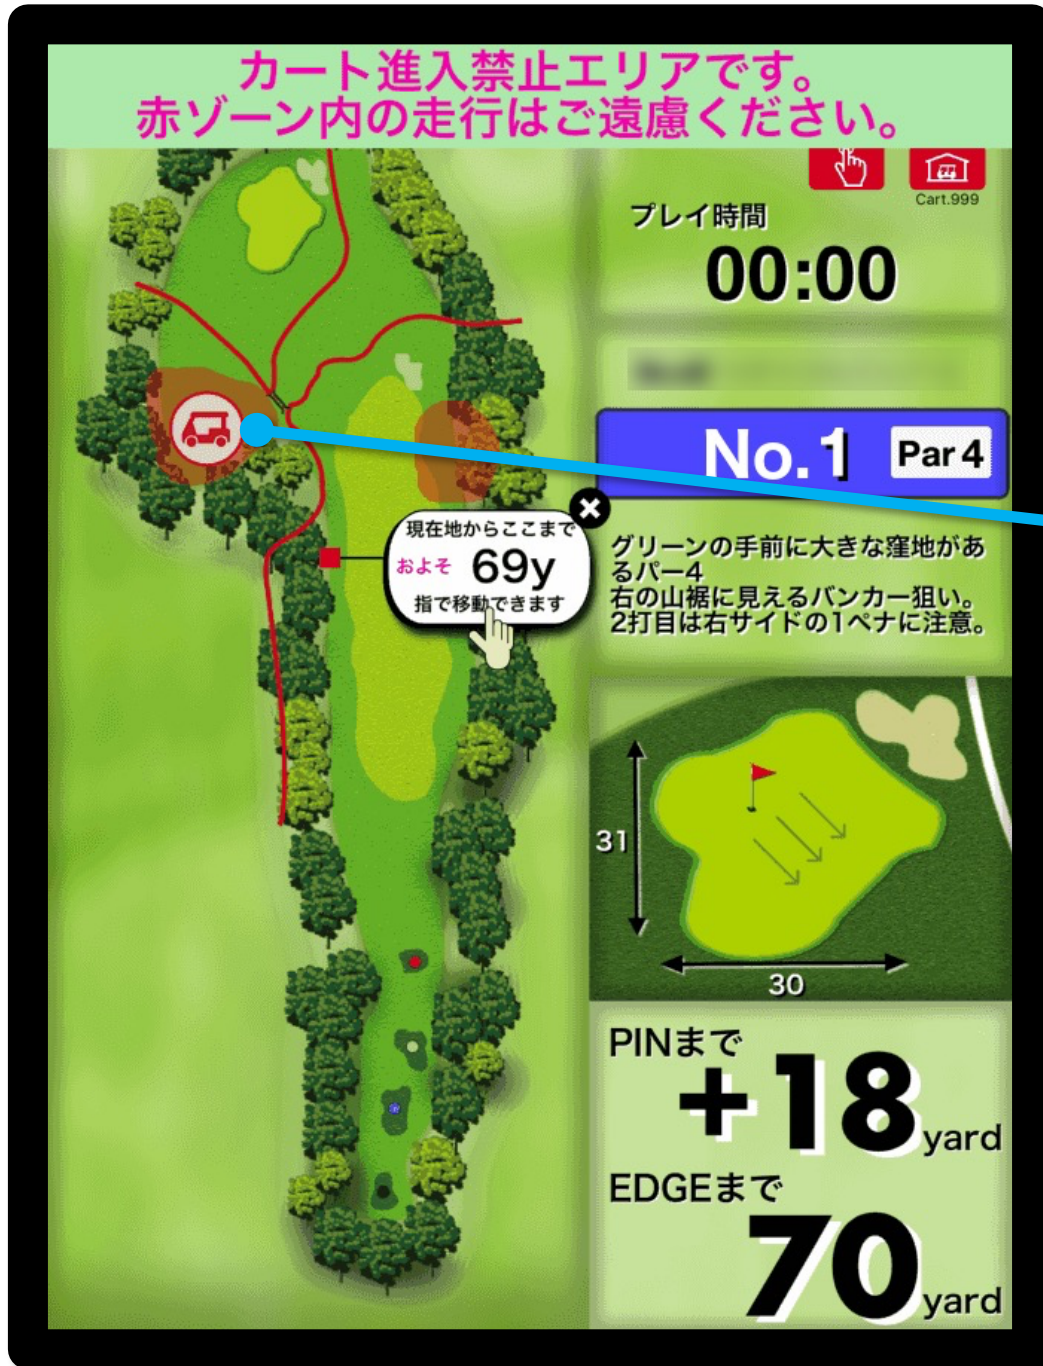 カート進入禁止エリアです。
赤ゾーン内の走行はご遠慮ください。
Cart.999
プレイ時間
00:00
No.1
Par4
現在地からここまで
およそ 69y
指で移動できます
グリーンの手前に大きな窪地があ
るパー4
右の山裾に見えるバンカー狙い。
2打目は右サイドの1ペナに注意。
31
30
PINまで
+18yard
EDGEまで
70yard